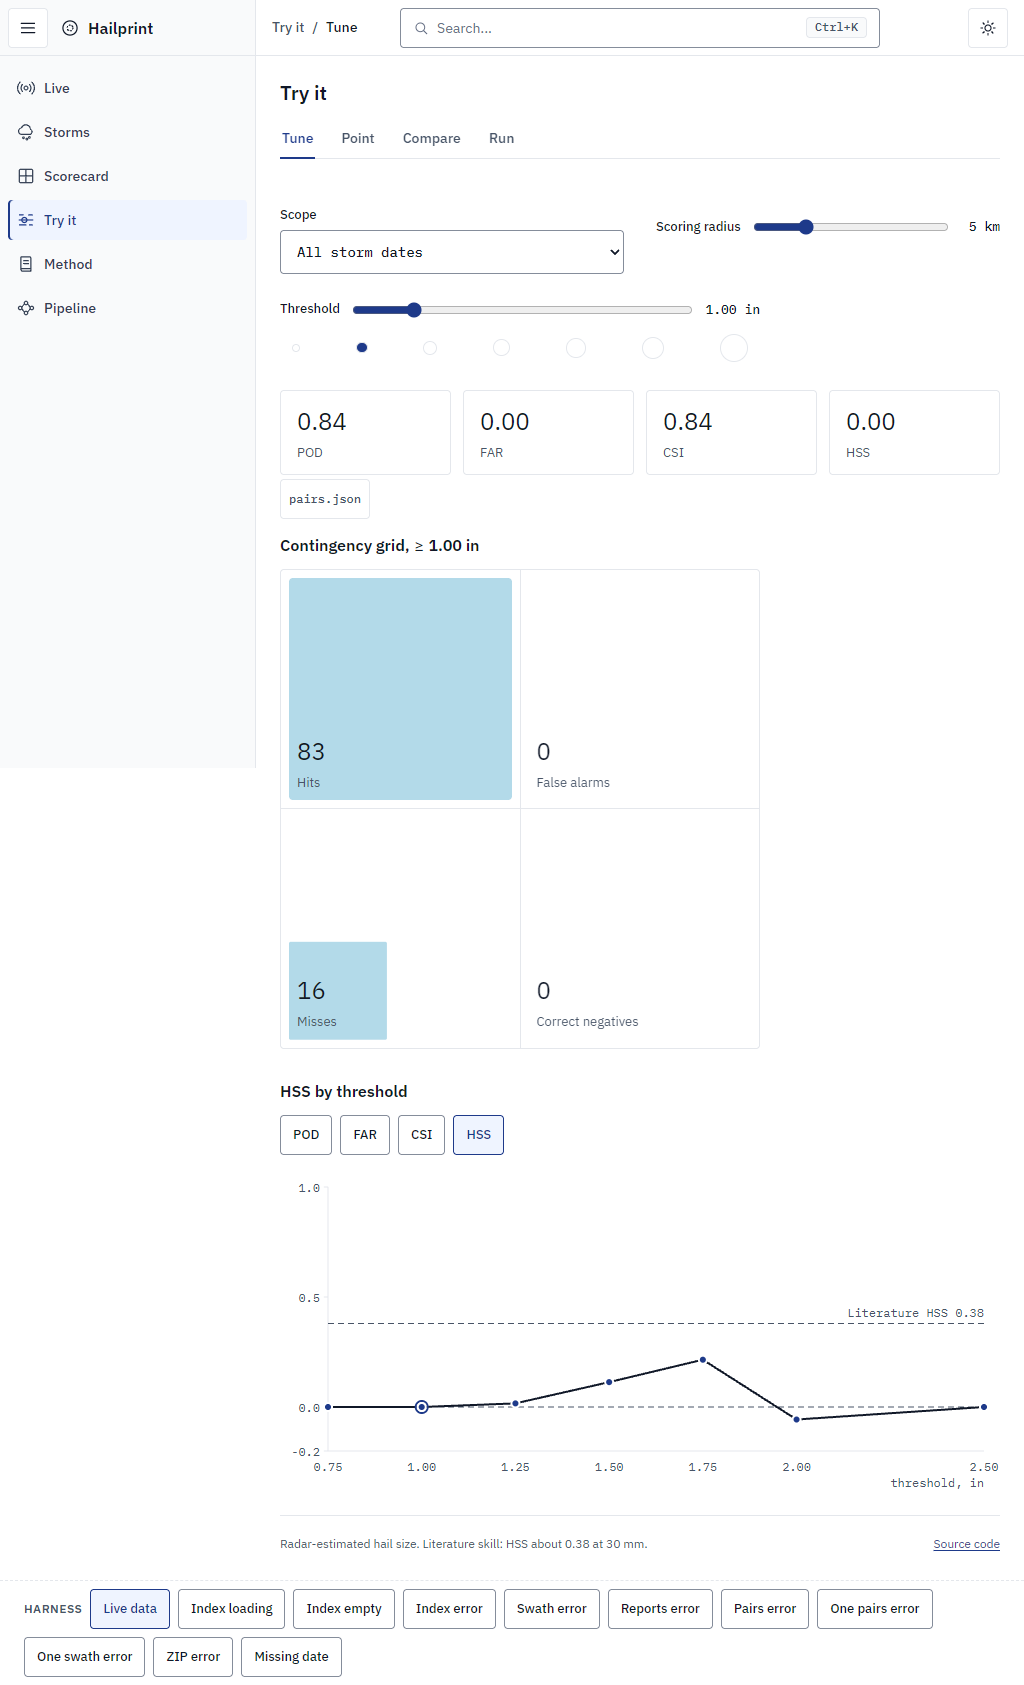 Hailprint
Try it / Tune
Search...
Ctrl+K
Live
Storms
Scorecard
Try it
Method
Pipeline
Try it
Tune Point Compare Run
Scope
All storm dates
Scoring radius 5 km
Threshold 1.00 in
0.84
POD
0.00
FAR
0.84
CSI
0.00
HSS
pairs.json
Contingency grid, ≥ 1.00 in
83
Hits
0
False alarms
16
Misses
0
Correct negatives
HSS by threshold
POD FAR CSI HSS
1.0
0.5
Literature HSS 0.38
0.0
-0.2
0.75 1.00 1.25 1.50 1.75 2.00 2.50
threshold, in
Radar-estimated hail size. Literature skill: HSS about 0.38 at 30 mm.
Source code
HARNESS Live data Index loading Index empty Index error Swath error Reports error Pairs error One pairs error
One swath error ZIP error Missing date